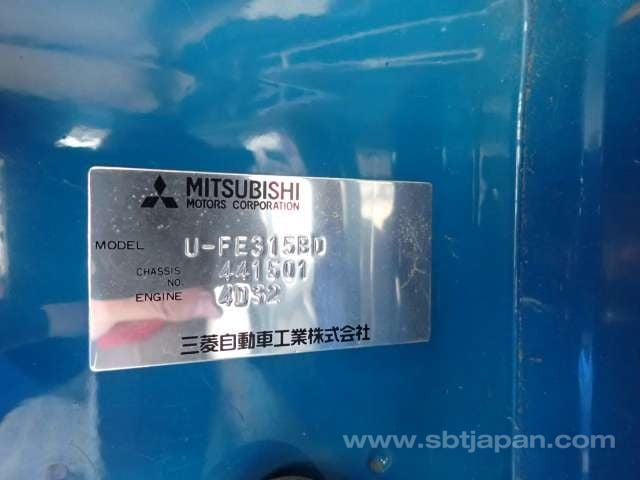 MITSUBISHI
MOTORS CORPORATION
MODEL U-FE315BD
CHASSIS NO. 441501
ENGINE 4DS2
三菱自動車工業株式会社
www.sbtjapan.com